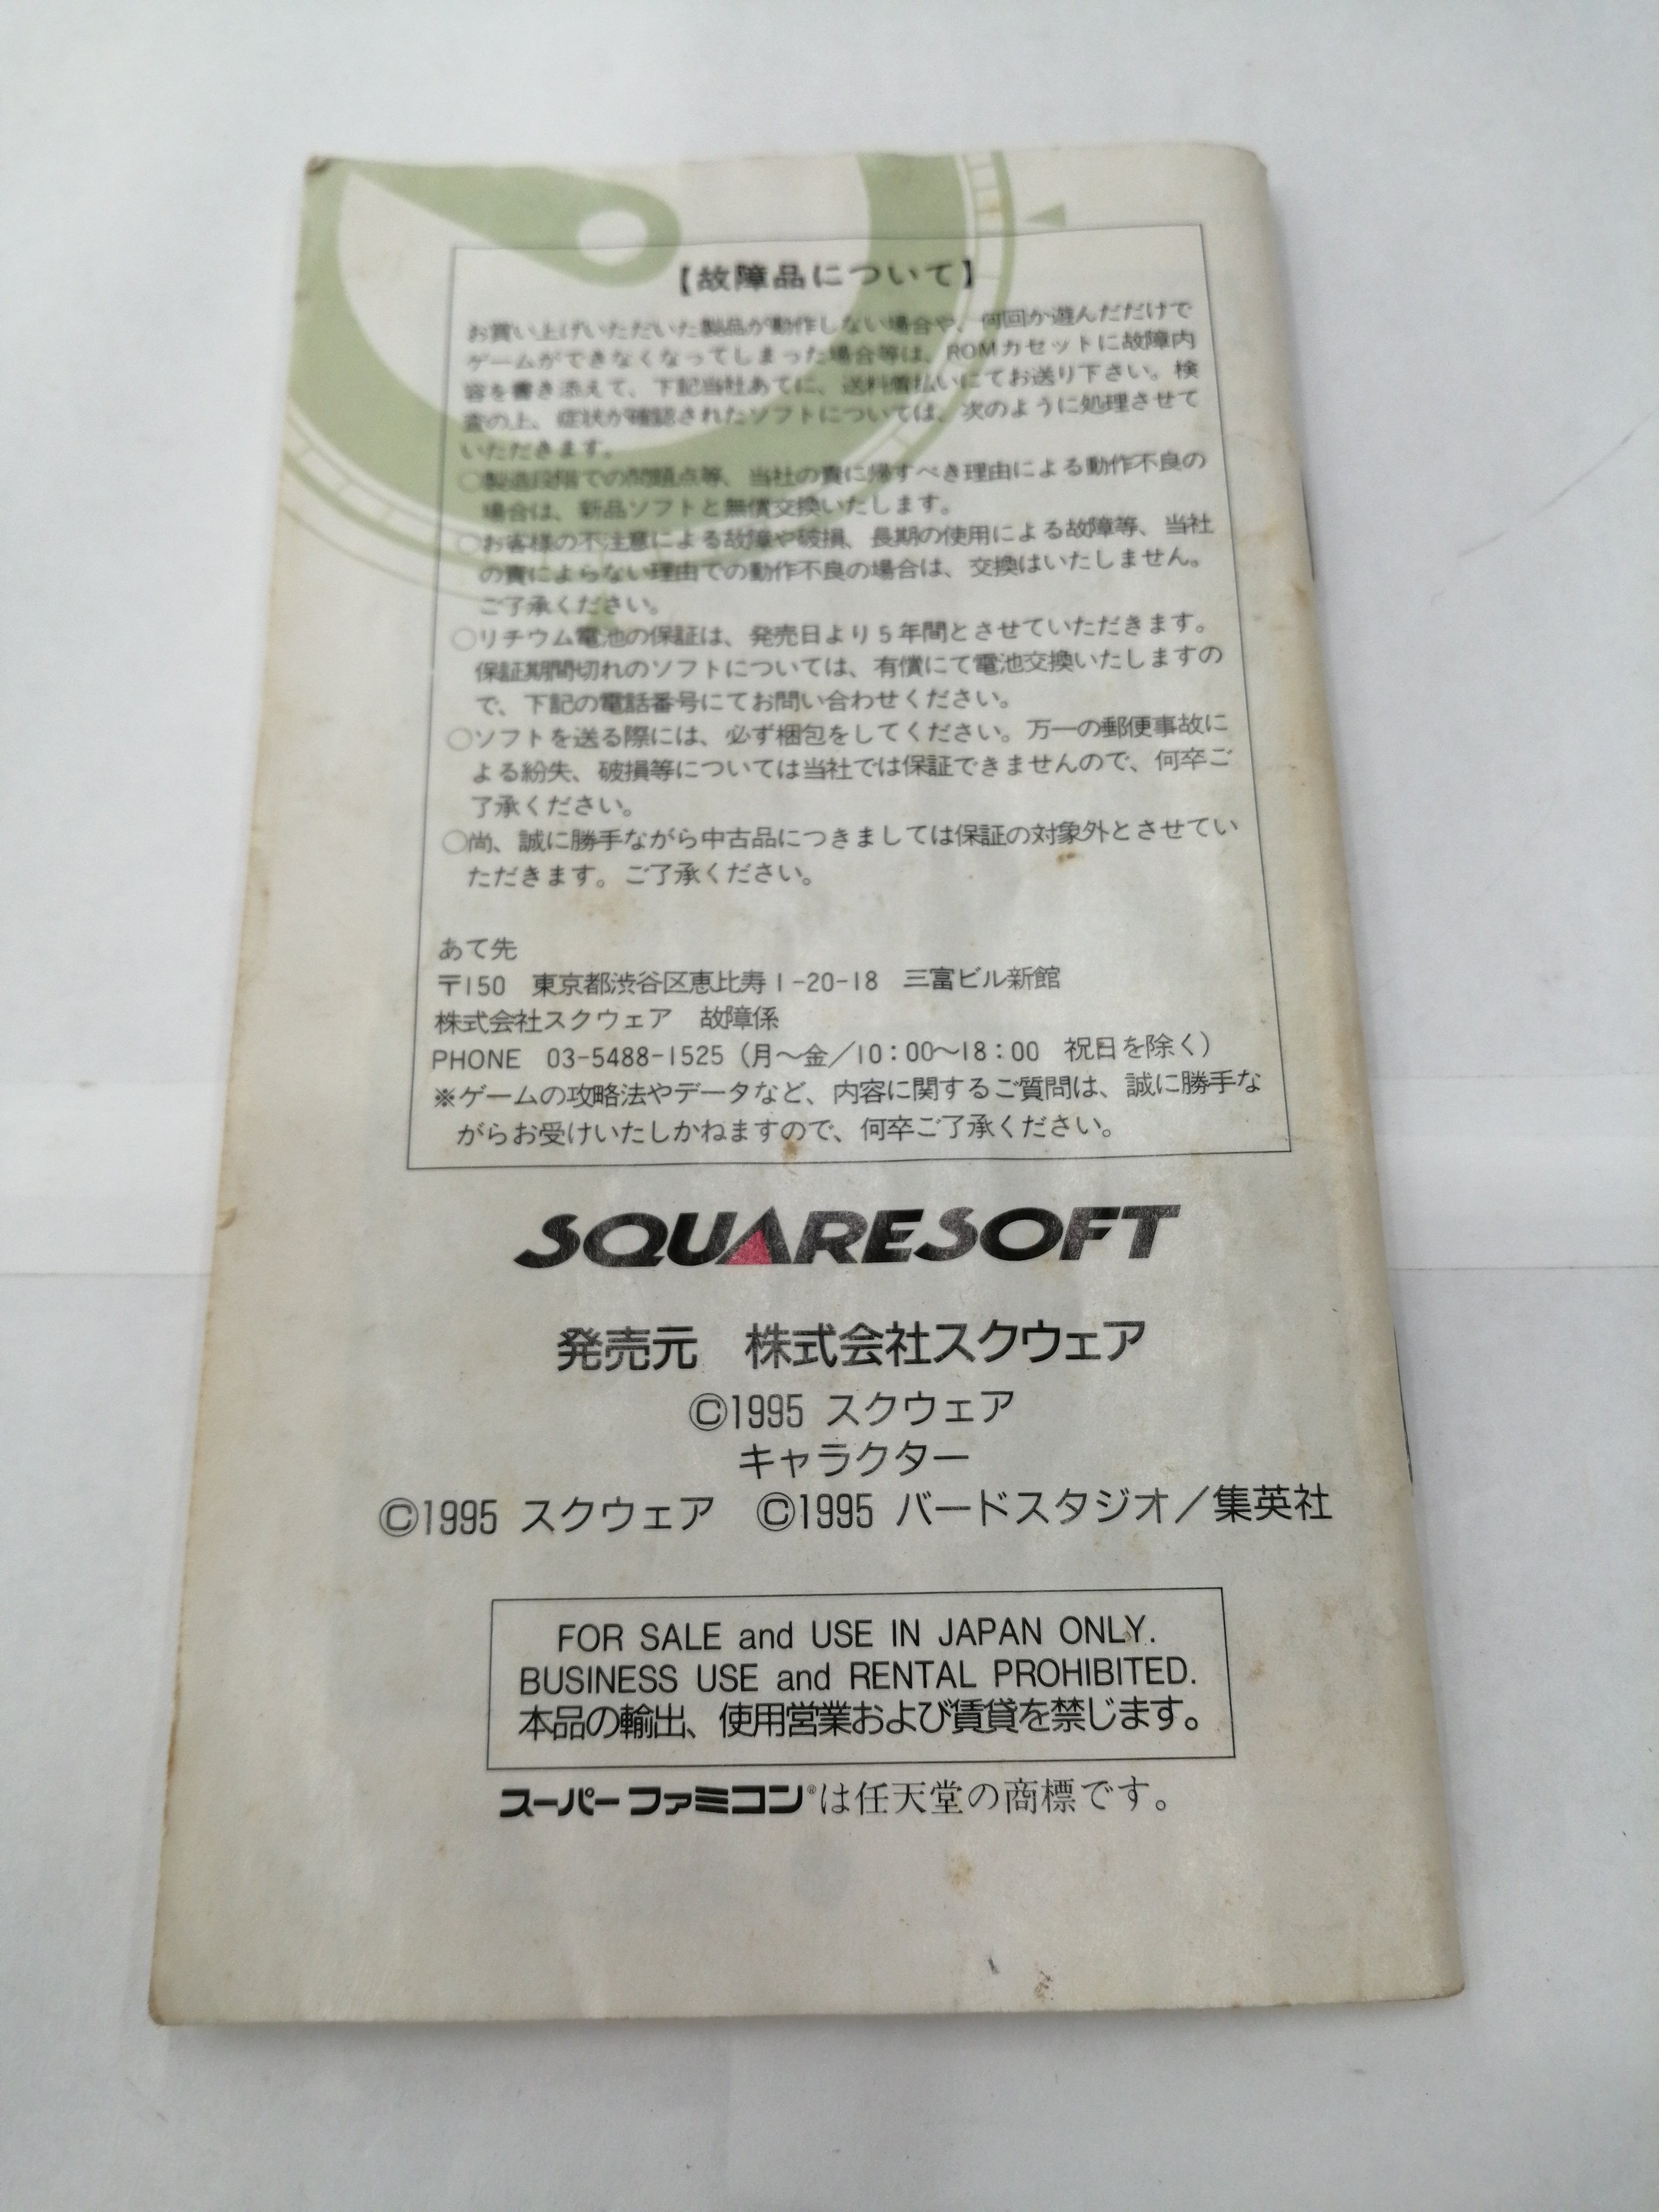 【故障品について】
お買い上げいただいた製品が動作しない場合や、何回か遊んだだけで
ゲームができなくなってしまった場合等は、ROMカセットに故障内
容を書き添えて、下記当社あてに、送料着払いにてお送り下さい。検
査の上、症状が確認されたソフトについては、次のように処理させて
いただきます。
○製造段階での問題点等、当社の責に帰すべき理由による動作不良の
場合は、新品ソフトと無償交換いたします。
○お客様の不注意による故障や破損、長期の使用による故障等、当社
の責によらない理由での動作不良の場合は、交換はいたしません。
ご了承ください。
○リチウム電池の保証は、発売日より5年間とさせていただきます。
保証期間切れのソフトについては、有償にて電池交換いたしますの
で、下記の電話番号にてお問い合わせください。
○ソフトを送る際には、必ず梱包をしてください。万一の郵便事故に
よる紛失、破損等については当社では保証できませんので、何卒ご
了承ください。
○尚、誠に勝手ながら中古品につきましては保証の対象外とさせてい
ただきます。ご了承ください。
あて先
〒150 東京都渋谷区恵比寿1-20-18 三富ビル新館
株式会社スクウェア 故障係
PHONE 03-5488-1525（月〜金／10：00〜18：00 祝日を除く）
※ゲームの攻略法やデータなど、内容に関するご質問は、誠に勝手な
がらお受けいたしかねますので、何卒ご了承ください。
SQUARESOFT
発売元 株式会社スクウェア
©1995 スクウェア
キャラクター
©1995 スクウェア ©1995 バードスタジオ／集英社
FOR SALE and USE IN JAPAN ONLY.
BUSINESS USE and RENTAL PROHIBITED.
本品の輸出、使用営業および賃貸を禁じます。
スーパーファミコン®は任天堂の商標です。